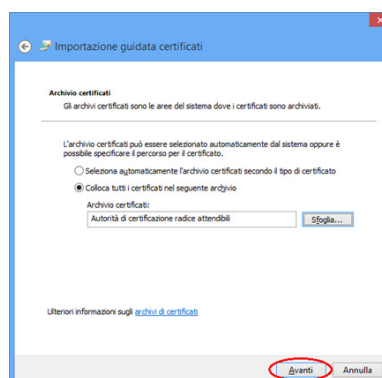 Importazione guidata certificati
Archivio certificati
Gli archivi certificati sono le aree del sistema dove i certificati sono archiviati.
L'archivio certificati può essere selezionato automaticamente dal sistema oppure è
possibile specificare il percorso per il certificato.
Seleziona automaticamente l'archivio certificati secondo il tipo di certificato
Colloca tutti i certificati nel seguente archivio
Archivio certificati:
Autorità di certificazione radice attendibili
Sfoglia...
Ulteriori informazioni sugli archivi di certificati
Avanti
Annulla